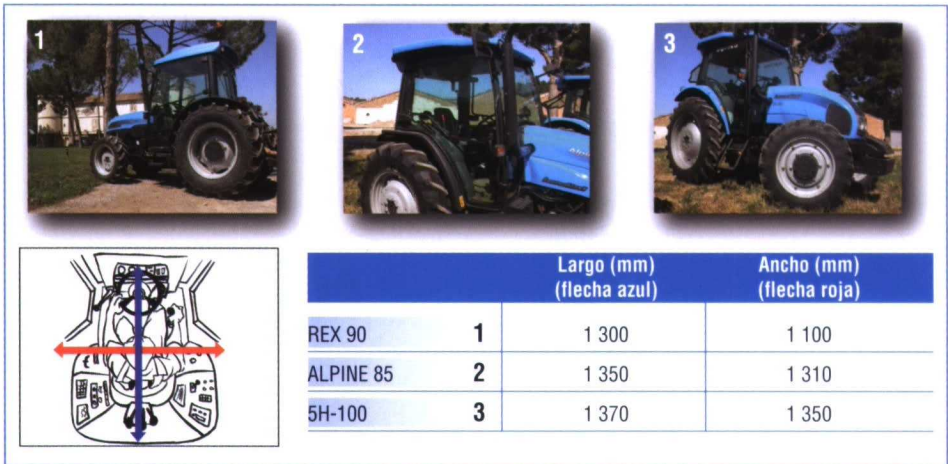 1
2
3
Largo (mm) Ancho (mm)
(flecha azul) (flecha roja)
REX 90 1 1 300 1 100
ALPINE 85 2 1 350 1 310
5H-100 3 1 370 1 350